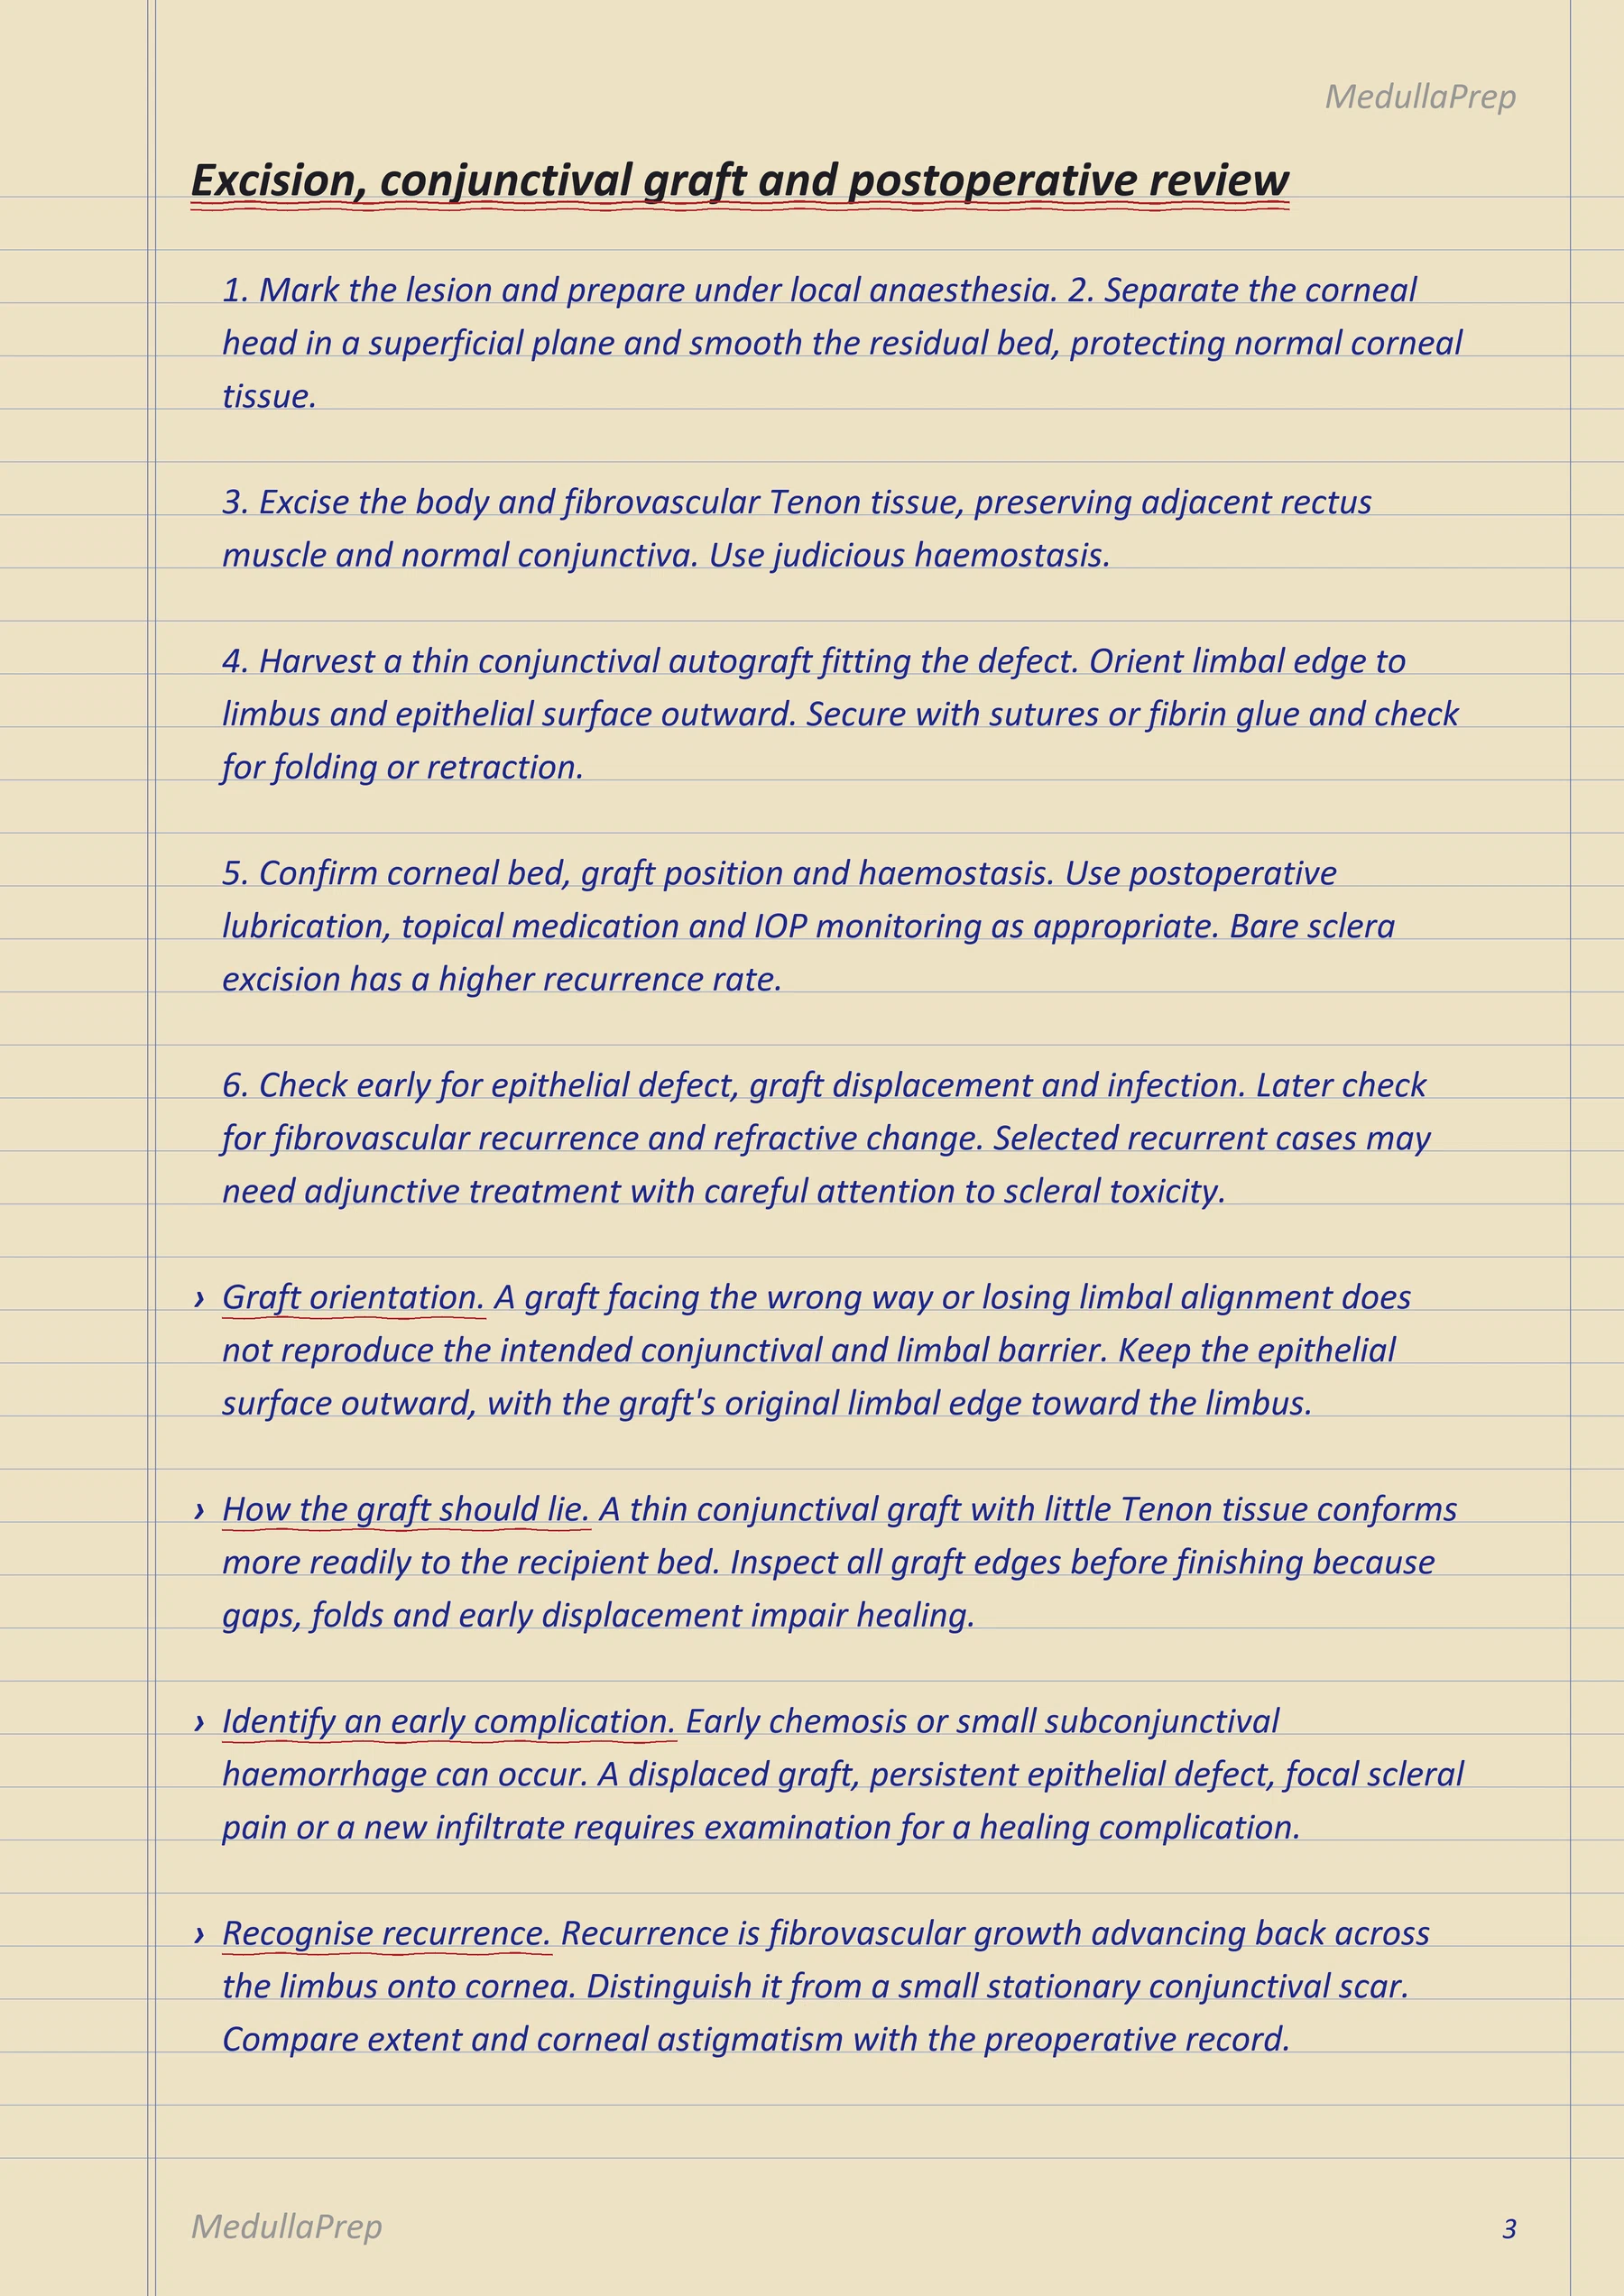 MedullaPrep
Excision, conjunctival graft and postoperative review
1. Mark the lesion and prepare under local anaesthesia. 2. Separate the corneal
head in a superficial plane and smooth the residual bed, protecting normal corneal
tissue.
3. Excise the body and fibrovascular Tenon tissue, preserving adjacent rectus
muscle and normal conjunctiva. Use judicious haemostasis.
4. Harvest a thin conjunctival autograft fitting the defect. Orient limbal edge to
limbus and epithelial surface outward. Secure with sutures or fibrin glue and check
for folding or retraction.
5. Confirm corneal bed, graft position and haemostasis. Use postoperative
lubrication, topical medication and IOP monitoring as appropriate. Bare sclera
excision has a higher recurrence rate.
6. Check early for epithelial defect, graft displacement and infection. Later check
for fibrovascular recurrence and refractive change. Selected recurrent cases may
need adjunctive treatment with careful attention to scleral toxicity.
› Graft orientation. A graft facing the wrong way or losing limbal alignment does
not reproduce the intended conjunctival and limbal barrier. Keep the epithelial
surface outward, with the graft's original limbal edge toward the limbus.
› How the graft should lie. A thin conjunctival graft with little Tenon tissue conforms
more readily to the recipient bed. Inspect all graft edges before finishing because
gaps, folds and early displacement impair healing.
› Identify an early complication. Early chemosis or small subconjunctival
haemorrhage can occur. A displaced graft, persistent epithelial defect, focal scleral
pain or a new infiltrate requires examination for a healing complication.
› Recognise recurrence. Recurrence is fibrovascular growth advancing back across
the limbus onto cornea. Distinguish it from a small stationary conjunctival scar.
Compare extent and corneal astigmatism with the preoperative record.
MedullaPrep
3